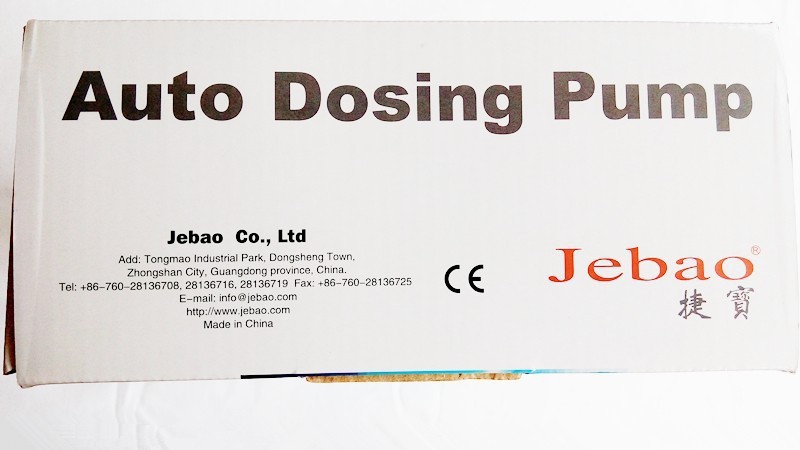 Auto Dosing Pump
Jebao Co., Ltd
Add: Tongmao Industrial Park, Dongsheng Town,
Zhongshan City, Guangdong province, China.
Tel: +86-760-28136708, 28136716, 28136719 Fax: +86-760-28136725
E-mail: info@jebao.com
http://www.jebao.com
Made in China
CE
Jebao®
捷寶